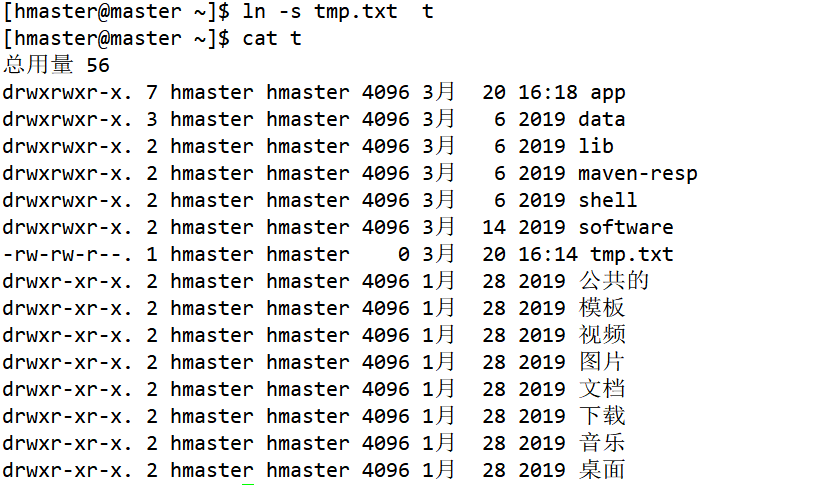 [hmaster@master ~]$ ln -s tmp.txt  t
[hmaster@master ~]$ cat t
总用量 56
drwxrwxr-x. 7 hmaster hmaster 4096 3月  20 16:18 app
drwxrwxr-x. 3 hmaster hmaster 4096 3月   6 2019 data
drwxrwxr-x. 2 hmaster hmaster 4096 3月   6 2019 lib
drwxrwxr-x. 2 hmaster hmaster 4096 3月   6 2019 maven-resp
drwxrwxr-x. 2 hmaster hmaster 4096 3月   6 2019 shell
drwxrwxr-x. 2 hmaster hmaster 4096 3月  14 2019 software
-rw-rw-r--. 1 hmaster hmaster    0 3月  20 16:14 tmp.txt
drwxr-xr-x. 2 hmaster hmaster 4096 1月  28 2019 公共的
drwxr-xr-x. 2 hmaster hmaster 4096 1月  28 2019 模板
drwxr-xr-x. 2 hmaster hmaster 4096 1月  28 2019 视频
drwxr-xr-x. 2 hmaster hmaster 4096 1月  28 2019 图片
drwxr-xr-x. 2 hmaster hmaster 4096 1月  28 2019 文档
drwxr-xr-x. 2 hmaster hmaster 4096 1月  28 2019 下载
drwxr-xr-x. 2 hmaster hmaster 4096 1月  28 2019 音乐
drwxr-xr-x. 2 hmaster hmaster 4096 1月  28 2019 桌面